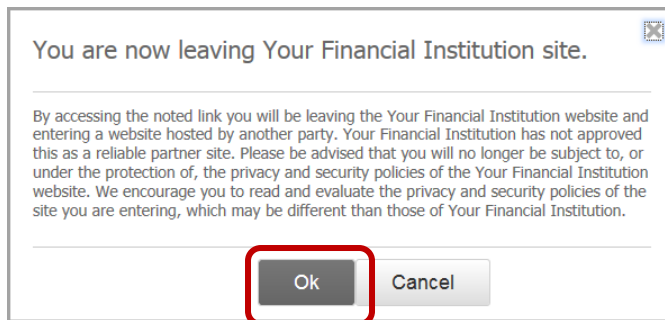 You are now leaving Your Financial Institution site.
By accessing the noted link you will be leaving the Your Financial Institution website and
entering a website hosted by another party. Your Financial Institution has not approved
this as a reliable partner site. Please be advised that you will no longer be subject to, or
under the protection of, the privacy and security policies of the Your Financial Institution
website. We encourage you to read and evaluate the privacy and security policies of the
site you are entering, which may be different than those of Your Financial Institution.
Ok Cancel